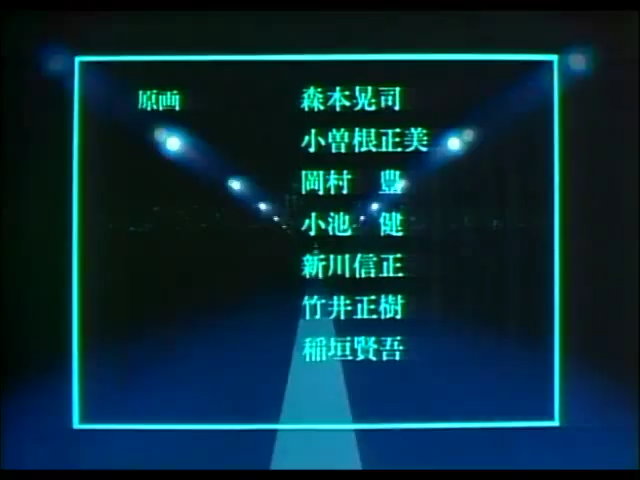 原画 森本晃司
小曽根正美
岡村 豊
小池 健
新川信正
竹井正樹
稲垣賢吾